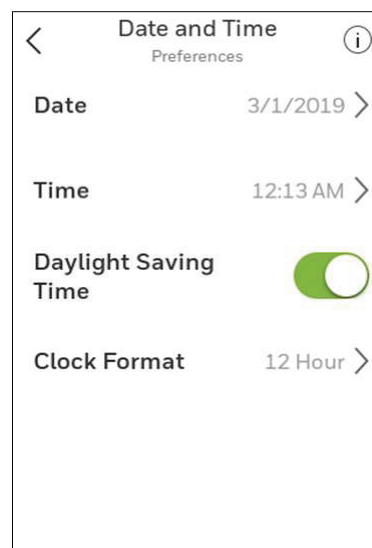 Date and Time
Preferences
i
Date 3/1/2019
Time 12:13 AM
Daylight Saving
Time
Clock Format 12 Hour